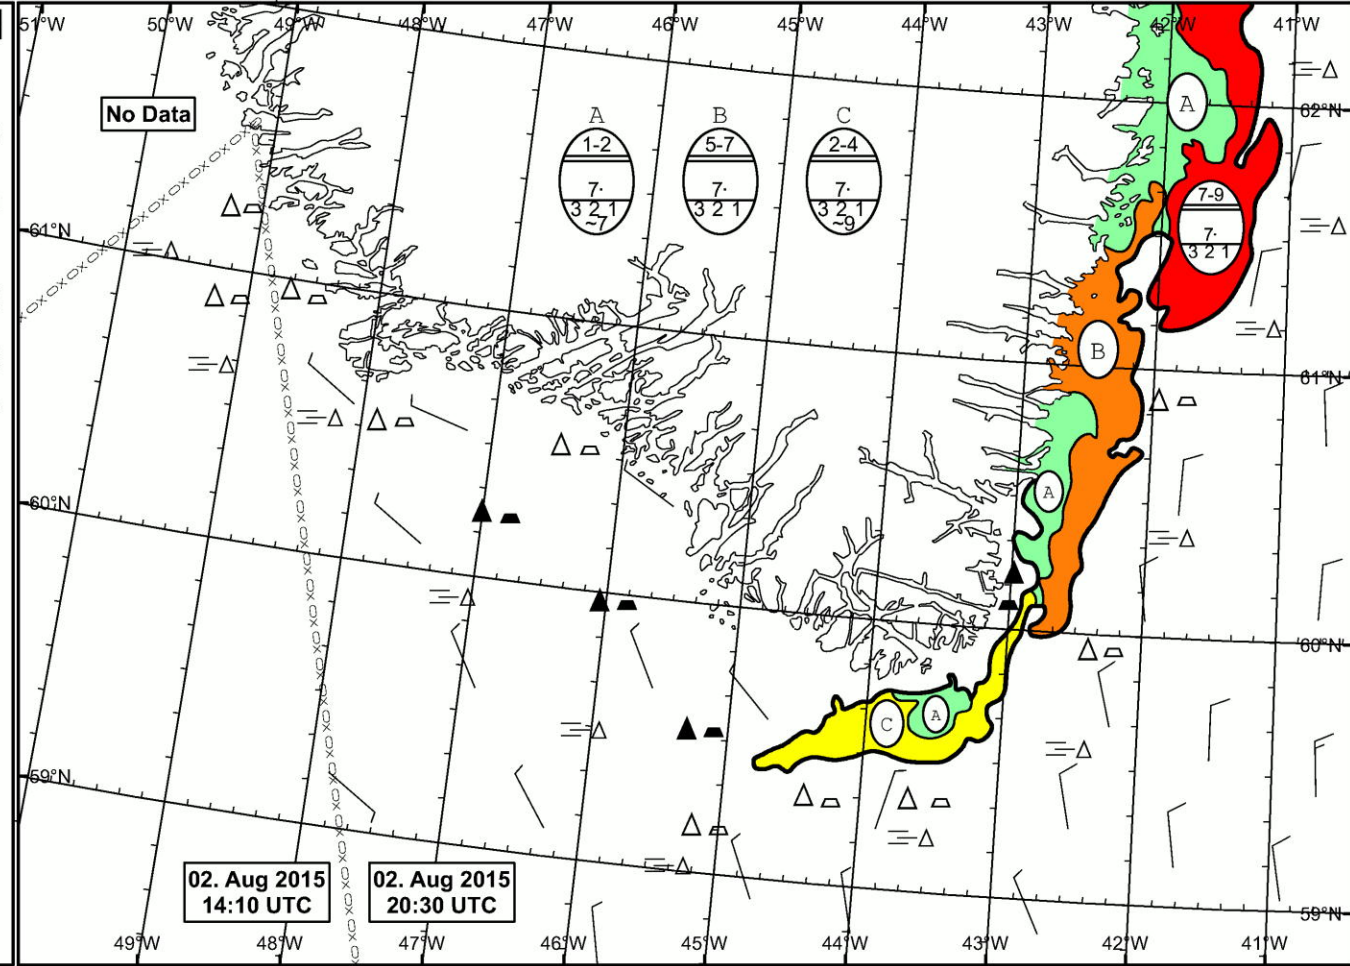 51°W 50°W 49°W 48°W 47°W 46°W 45°W 44°W 43°W 42°W 41°W
No Data
A B C
1-2 5-7 2-4
7· 7· 7·
3 2 1 3 2 1 3 2 1
~7 ~9
A
62°N
7-9
7·
3 2 1
61°N
B
61°N
A
60°N
60°N
C A
59°N
02. Aug 2015
14:10 UTC
02. Aug 2015
20:30 UTC
59°N
49°W 48°W 47°W 46°W 45°W 44°W 43°W 42°W 41°W